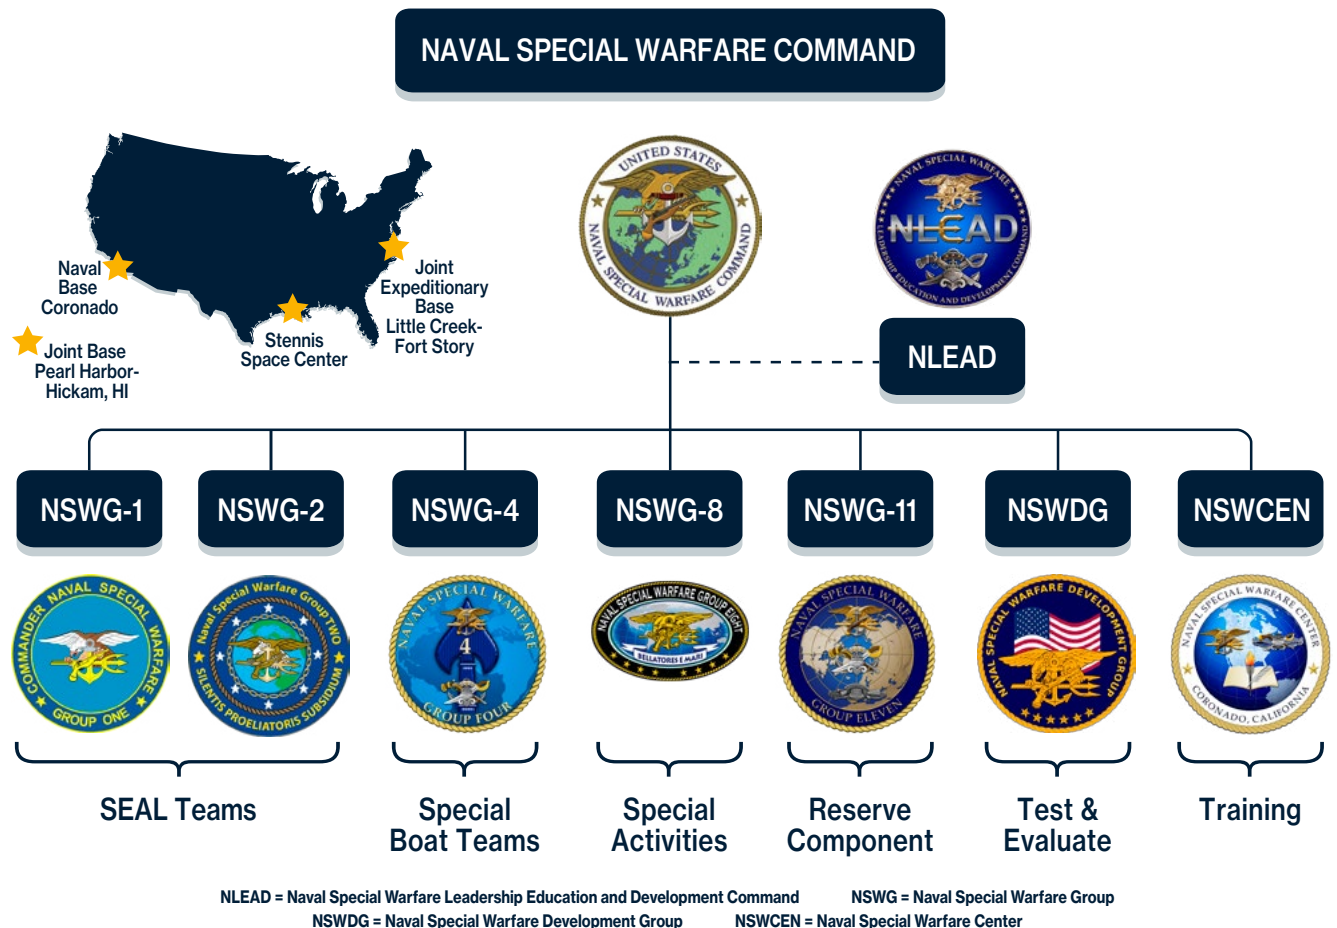 NAVAL SPECIAL WARFARE COMMAND
Naval
Base
Coronado
Joint Base
Pearl Harbor-
Hickam, HI
Stennis
Space Center
Joint
Expeditionary
Base
Little Creek-
Fort Story
UNITED STATES
NAVAL SPECIAL WARFARE COMMAND
NAVAL SPECIAL WARFARE
NLEAD
LEADERSHIP EDUCATION AND DEVELOPMENT COMMAND
NLEAD
NSWG-1
NSWG-2
NSWG-4
NSWG-8
NSWG-11
NSWDG
NSWCEN
COMMANDER NAVAL SPECIAL WARFARE
GROUP ONE
Naval Special Warfare Group TWO
SILENTIS PROELIATORIS SUBSIDIUM
NAVAL SPECIAL WARFARE
4
GROUP FOUR
NAVAL SPECIAL WARFARE GROUP EIGHT
BELLATORES E MARI
NAVAL SPECIAL WARFARE
GROUP ELEVEN
NAVAL SPECIAL WARFARE DEVELOPMENT GROUP
NAVAL SPECIAL WARFARE CENTER
CORONADO, CALIFORNIA
SEAL Teams
Special
Boat Teams
Special
Activities
Reserve
Component
Test &
Evaluate
Training
NLEAD = Naval Special Warfare Leadership Education and Development Command NSWG = Naval Special Warfare Group
NSWDG = Naval Special Warfare Development Group NSWCEN = Naval Special Warfare Center